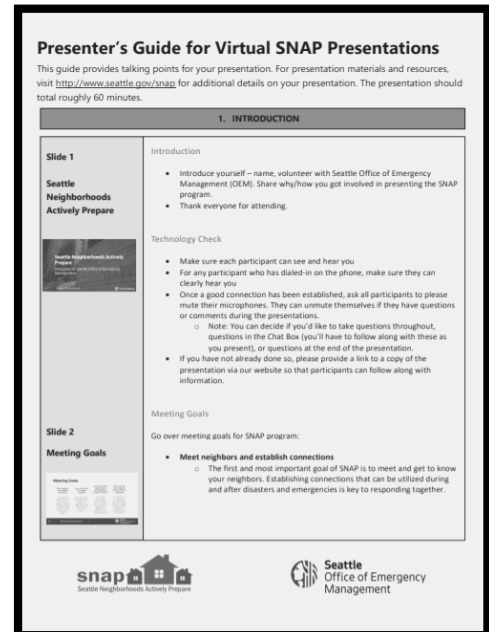 Presenter's Guide for Virtual SNAP Presentations
This guide provides talking points for your presentation. For presentation materials and resources,
visit http://www.seattle.gov/snap for additional details on your presentation. The presentation should
total roughly 60 minutes.
1. INTRODUCTION
Slide 1
Seattle
Neighborhoods
Actively Prepare
Seattle Neighborhoods Actively
Prepare
Introduction
• Introduce yourself – name, volunteer with Seattle Office of Emergency
Management (OEM). Share why/how you got involved in presenting the SNAP
program.
• Thank everyone for attending.
Technology Check
• Make sure each participant can see and hear you
• For any participant who has dialed-in on the phone, make sure they can
clearly hear you
• Once a good connection has been established, ask all participants to please
mute their microphones. They can unmute themselves if they have questions
or comments during the presentations.
o Note: You can decide if you'd like to take questions throughout,
questions in the Chat Box (you'll have to follow along with these as
you present), or questions at the end of the presentation.
• If you have not already done so, please provide a link to a copy of the
presentation via our website so that participants can follow along with
information.
Slide 2
Meeting Goals
Meeting Goals
Meeting Goals
Go over meeting goals for SNAP program:
• Meet neighbors and establish connections
o The first and most important goal of SNAP is to meet and get to know
your neighbors. Establishing connections that can be utilized during
and after disasters and emergencies is key to responding together.
snap
Seattle Neighborhoods Actively Prepare
Seattle
Office of Emergency
Management